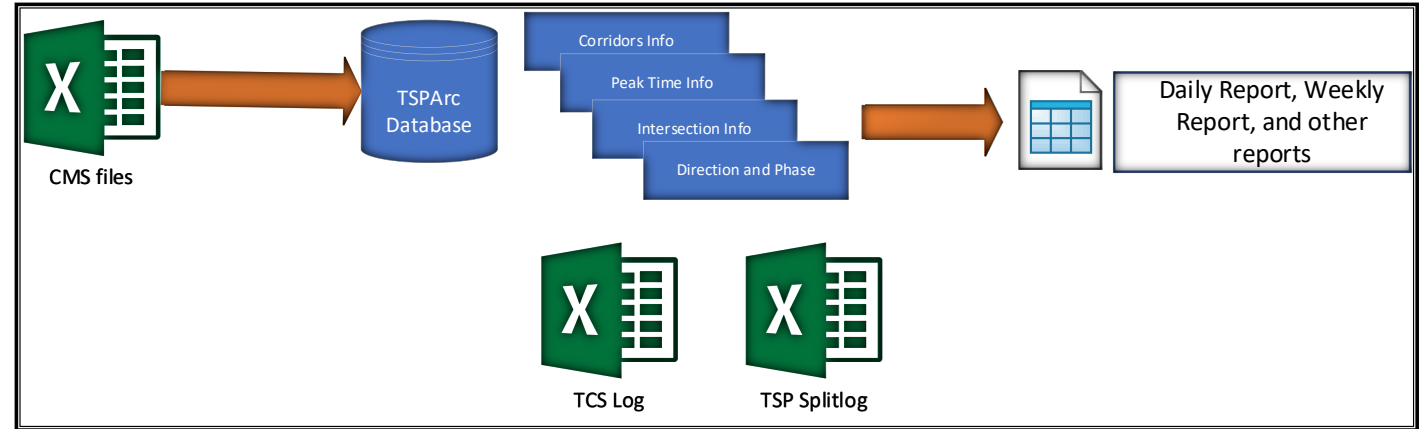 X
CMS files
TSPArc
Database
Corridors Info
Peak Time Info
Intersection Info
Direction and Phase
Daily Report, Weekly
Report, and other
reports
X
TCS Log
X
TSP Splitlog